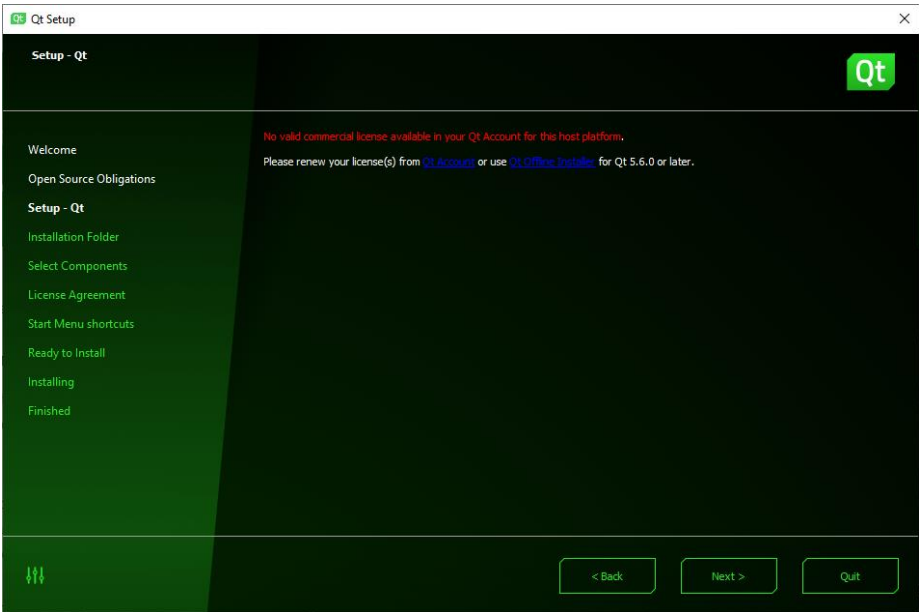 Qt Setup
Setup - Qt
Qt
Welcome
Open Source Obligations
Setup - Qt
Installation Folder
Select Components
License Agreement
Start Menu shortcuts
Ready to Install
Installing
Finished
No valid commercial license available in your Qt Account for this host platform.
Please renew your license(s) from Qt Account or use Qt Offline Installer for Qt 5.6.0 or later.
< Back
Next >
Quit